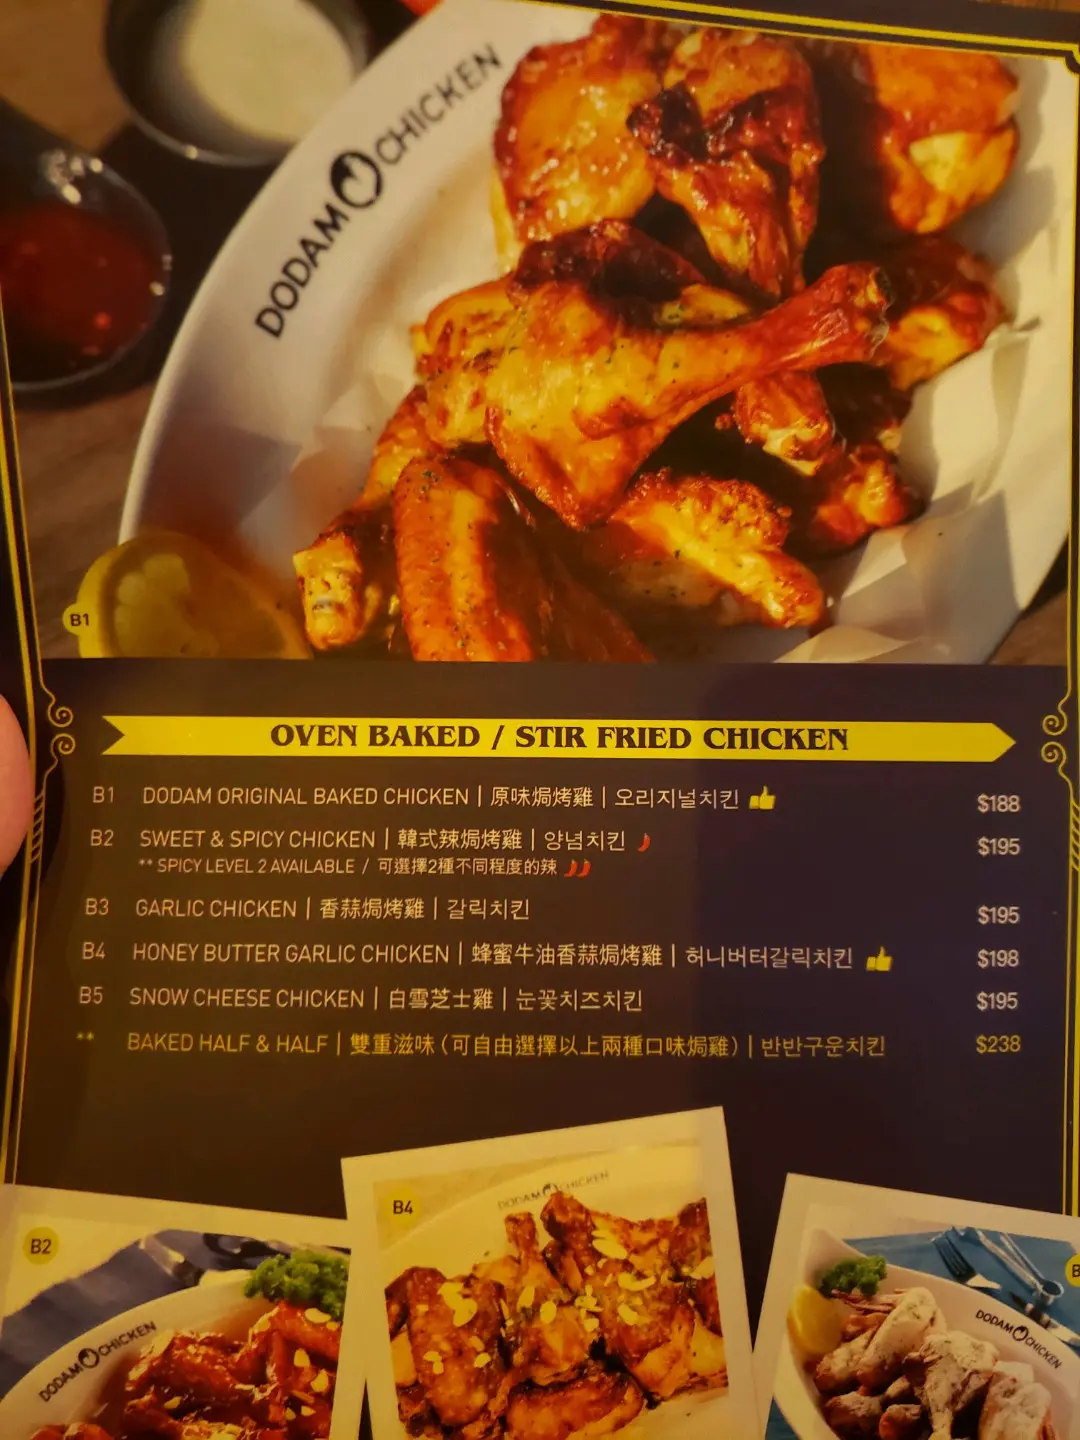 DODAM CHICKEN
B1
OVEN BAKED / STIR FRIED CHICKEN
B1 DODAM ORIGINAL BAKED CHICKEN | 原味焗烤雞 | 오리지널치킨 $188
B2 SWEET & SPICY CHICKEN | 韓式辣焗烤雞 | 양념치킨 $195
** SPICY LEVEL 2 AVAILABLE / 可選擇2種不同程度的辣
B3 GARLIC CHICKEN | 香蒜焗烤雞 | 갈릭치킨 $195
B4 HONEY BUTTER GARLIC CHICKEN | 蜂蜜牛油香蒜焗烤雞 | 허니버터갈릭치킨 $198
B5 SNOW CHEESE CHICKEN | 白雪芝士雞 | 눈꽃치즈치킨 $195
** BAKED HALF & HALF | 雙重滋味 (可自由選擇以上兩種口味焗雞) | 반반구운치킨 $238
B2
DODAM CHICKEN
B4
DODAM CHICKEN
DODAM CHICKEN